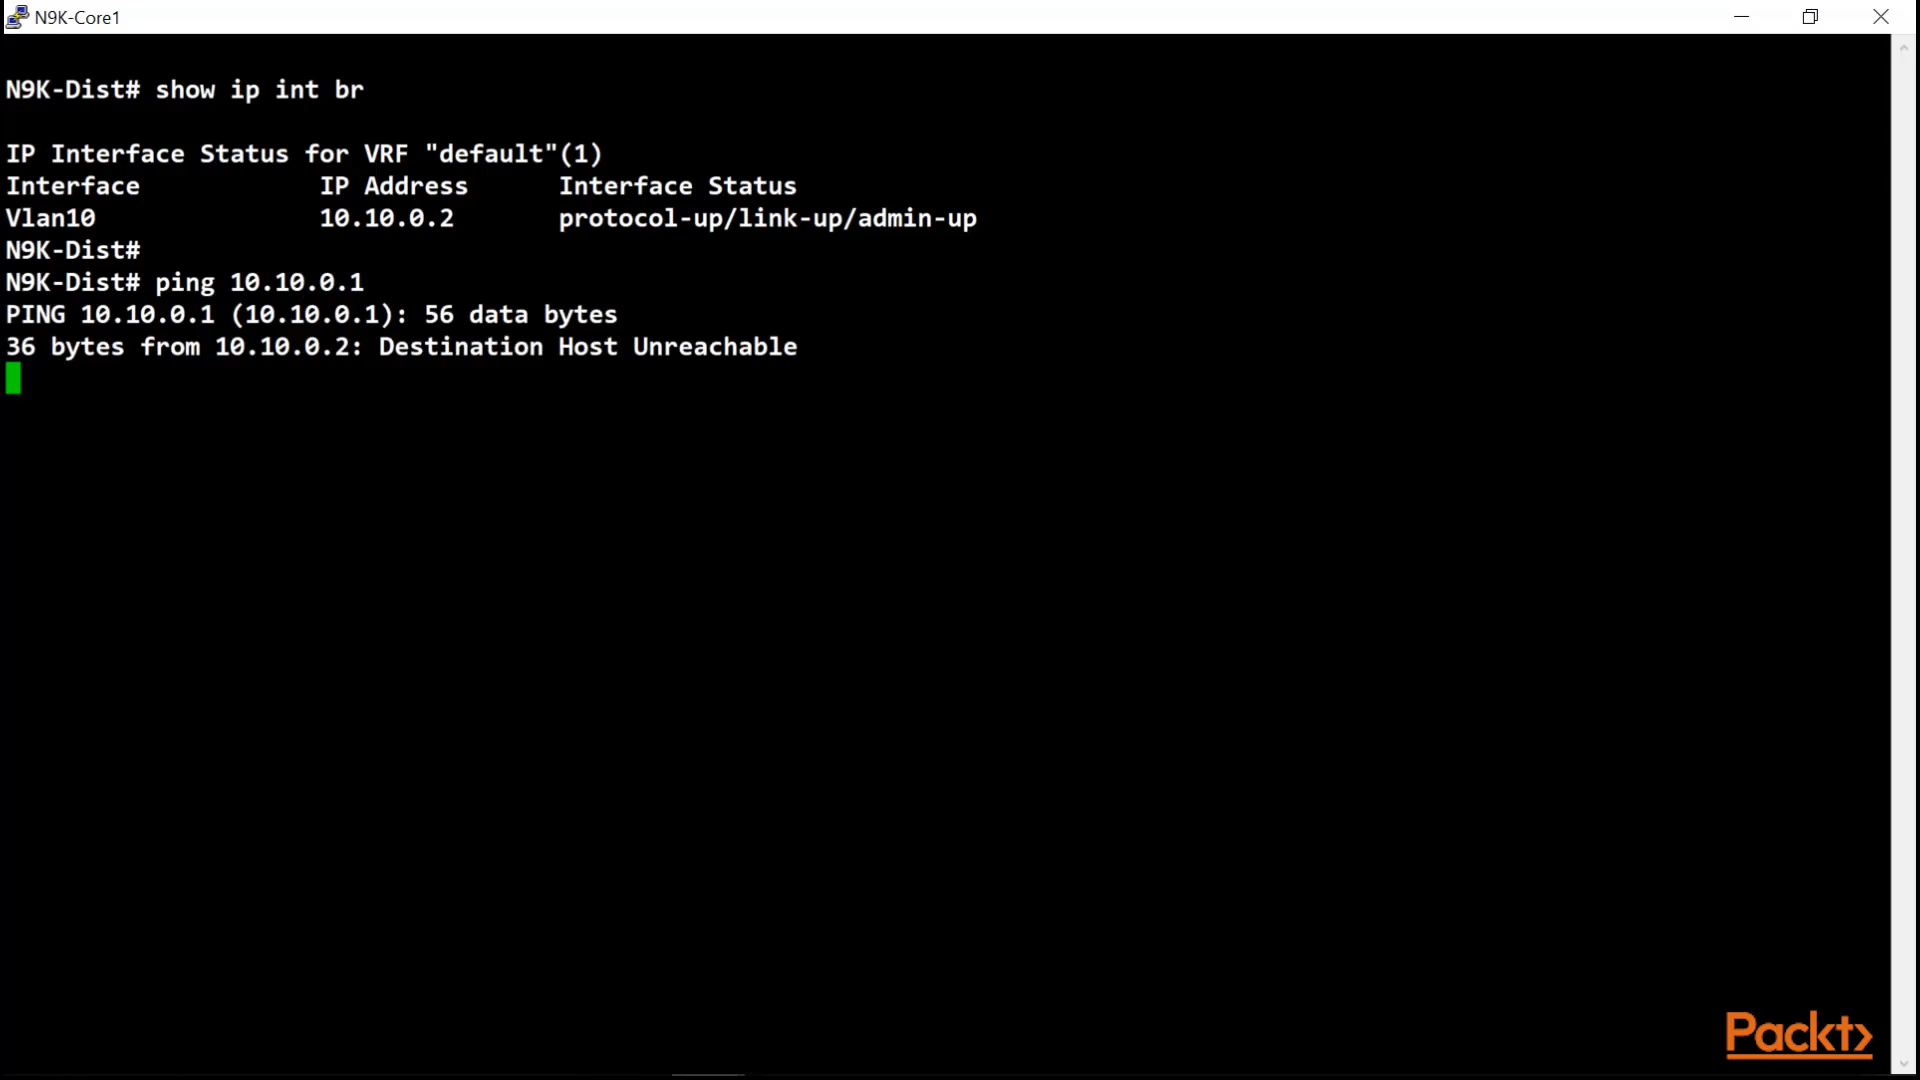 N9K-Core1
N9K-Dist# show ip int br
IP Interface Status for VRF "default"(1)
Interface IP Address Interface Status
Vlan10 10.10.0.2 protocol-up/link-up/admin-up
N9K-Dist#
N9K-Dist# ping 10.10.0.1
PING 10.10.0.1 (10.10.0.1): 56 data bytes
36 bytes from 10.10.0.2: Destination Host Unreachable
Packt>